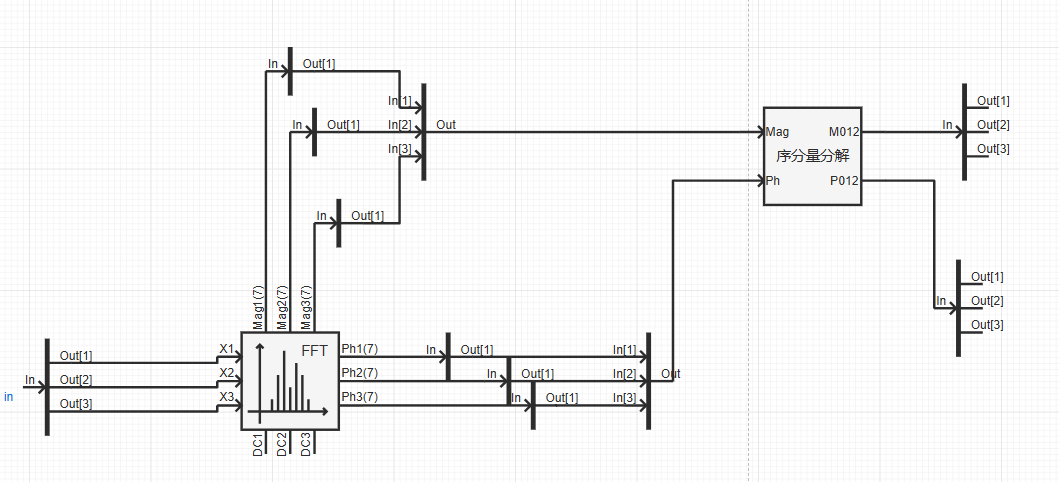 In Out[1]
In[1]
Out[1]
In Out[1] In[2] Out Mag M012 In Out[2]
In[3] 序分量分解 Out[3]
Ph P012
In Out[1]
Mag1(7) Mag2(7) Mag3(7)
Out[1]
In Out[2]
Out[3]
X1 FFT Ph1(7) In Out[1] In[1]
Out[1]
In Out[2] X2 Ph2(7) In Out[1] In[2] Out
in
Out[3] X3 Ph3(7) In Out[1] In[3]
DC1 DC2 DC3